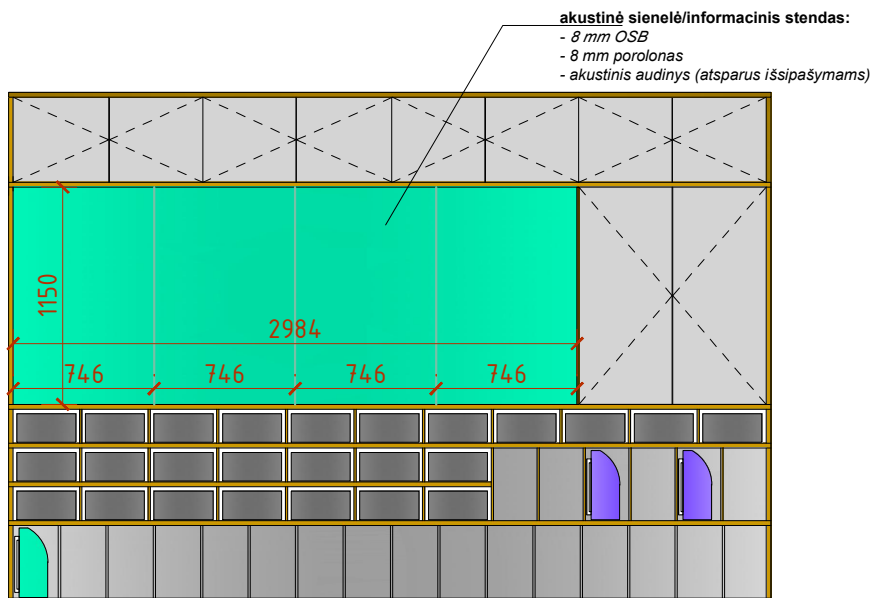 akustinė sienelė/informacinis stendas:
- 8 mm OSB
- 8 mm porolonas
- akustinis audinys (atsparus išsipašymams)
1150
2984
746
746
746
746